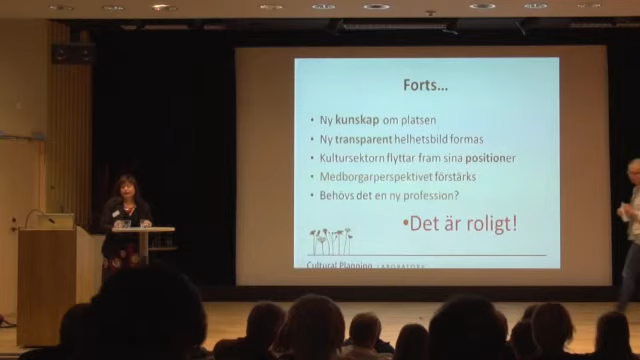 Forts...
• Ny kunskap om platsen
• Ny transparent helhetsbild formas
• Kultursektorn flyttar fram sina positioner
• Medborgarperspektivet förstärks
• Behövs det en ny profession?
•Det är roligt!
Cultural Planning LABORATORY